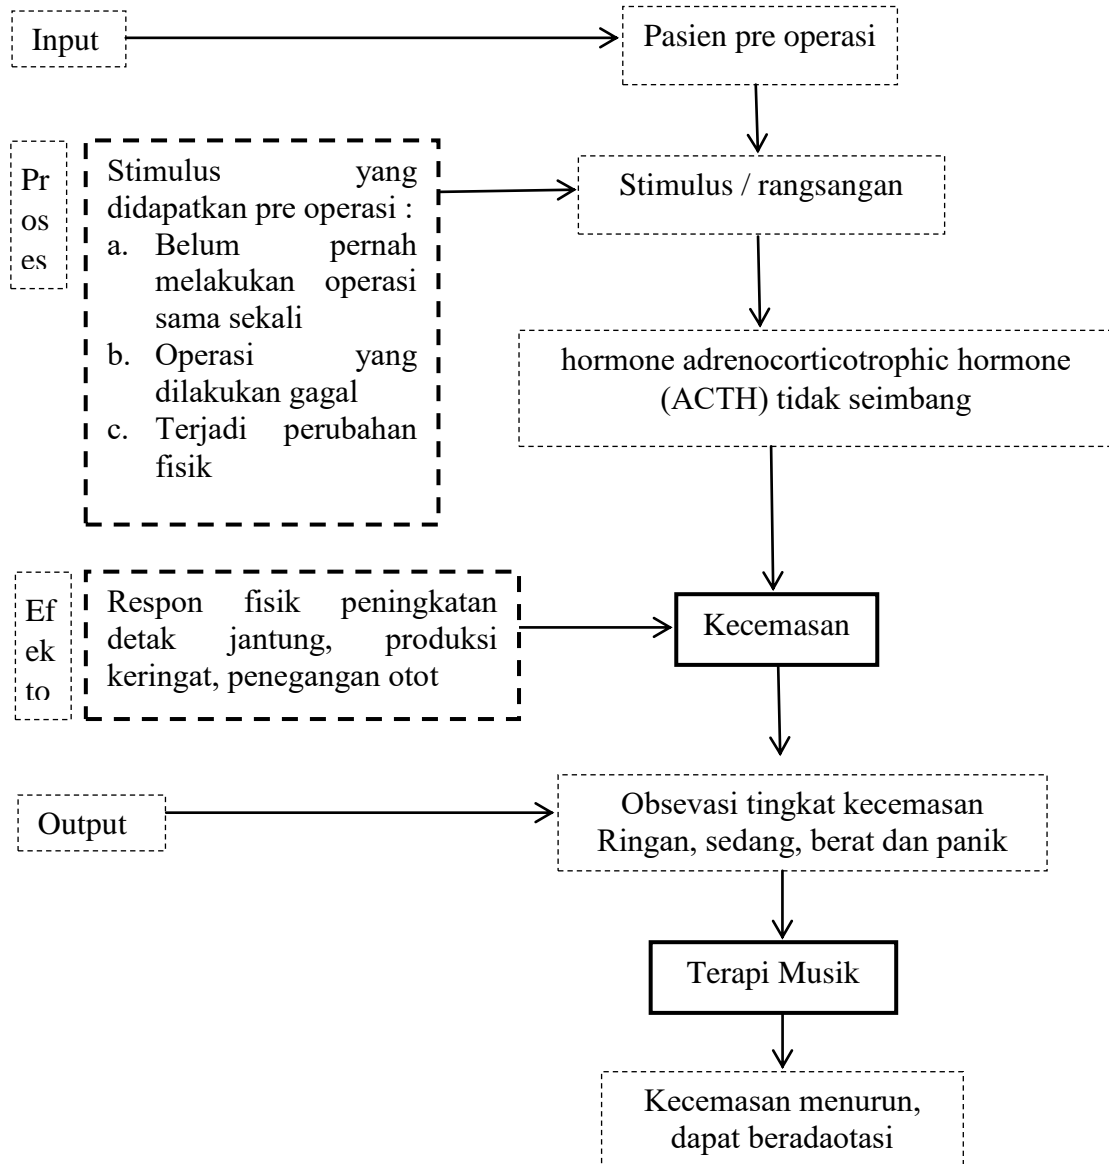 Input
Pasien pre operasi
Pr
os
es
Stimulus yang
didapatkan pre operasi :
a. Belum pernah
melakukan operasi
sama sekali
b. Operasi yang
dilakukan gagal
c. Terjadi perubahan
fisik
Stimulus / rangsangan
hormone adrenocorticotrophic hormone
(ACTH) tidak seimbang
Ef
ek
to
Respon fisik peningkatan
detak jantung, produksi
keringat, penegangan otot
Kecemasan
Output
Obsevasi tingkat kecemasan
Ringan, sedang, berat dan panik
Terapi Musik
Kecemasan menurun,
dapat beradaotasi